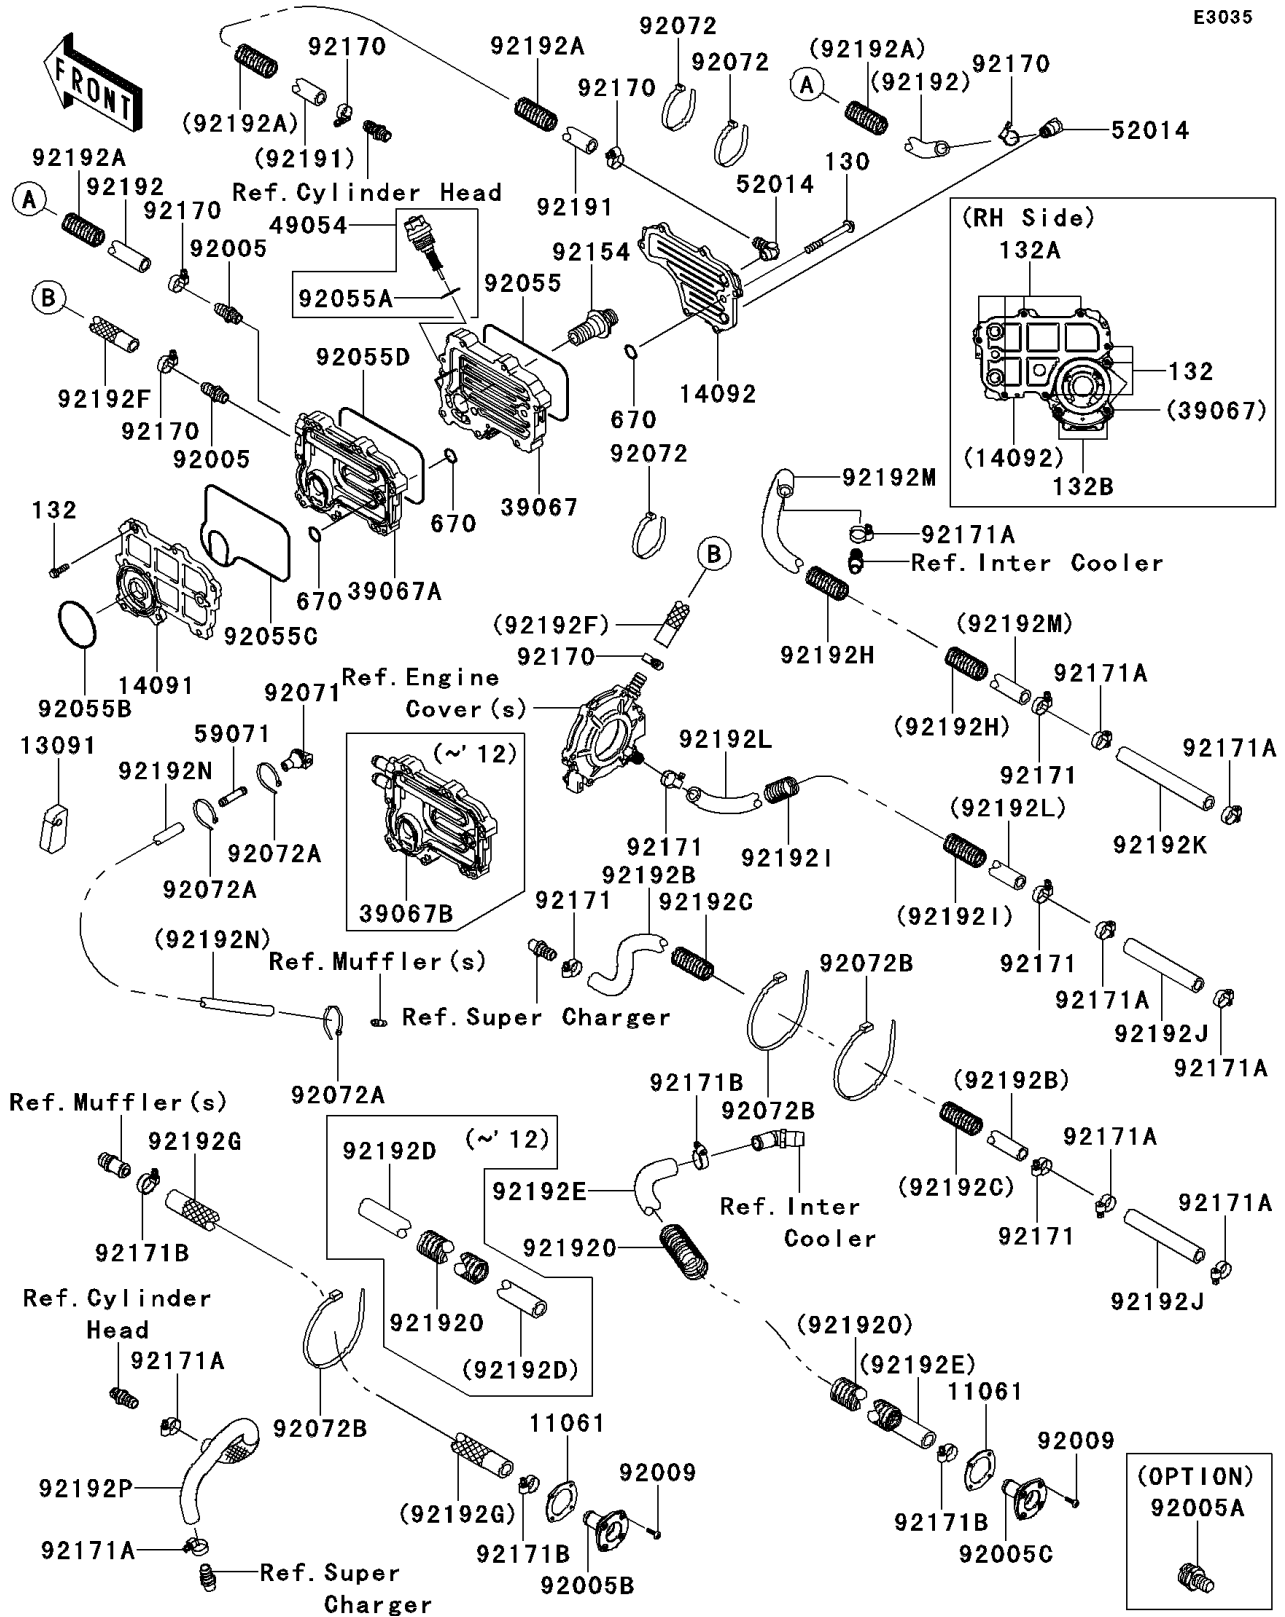 E3035
FRONT
92170
92192A
92072
92072
(92192A)
(92192)
92170
A
52014
(92192A)
(92191)
Ref.Cylinder Head
92170
92191
52014
130
92192A
92192
A
92170
92005
49054
92055A
92055
92154
(RH Side)
132A
132
(39067)
(14092)
132B
B
92192F
92170
92005
92055D
14092
670
92072
39067
670
92192M
92171A
Ref.Inter Cooler
132
39067A
670
92055C
14091
92055B
B
(92192F)
92170
Ref.Engine
Cover(s)
92192H
(92192M)
92171A
(92192H)
92171
92171A
92192K
13091
92071
59071
92192N
92072A
92072A
(~'12)
39067B
92192L
92171
92192I
(92192L)
(92192I)
92171
92171A
92192J
92171A
(92192N)
Ref.Muffler(s)
92072A
92192B
92171
92192C
Ref.Super Charger
92072B
92072B
(92192B)
92171A
(92192C)
92171
92171A
92192J
Ref.Muffler(s)
92192G
92171B
(~'12)
92192D
92192O
(92192D)
92171B
92192E
Ref.Inter
Cooler
92192O
Ref.Cylinder
Head
92171A
92072B
92192P
92171A
Ref.Super
Charger
(92192G)
11061
92171B
92009
92005B
(92192O)
(92192E)
11061
92171B
92009
92005C
(OPTION)
92005A